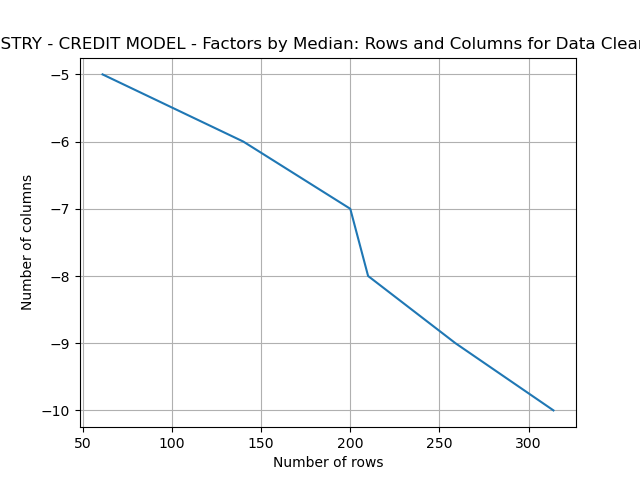 STRY - CREDIT MODEL - Factors by Median: Rows and Columns for Data Clear
−5
−6
−7
−8
−9
−10
Number of columns
50 100 150 200 250 300
Number of rows